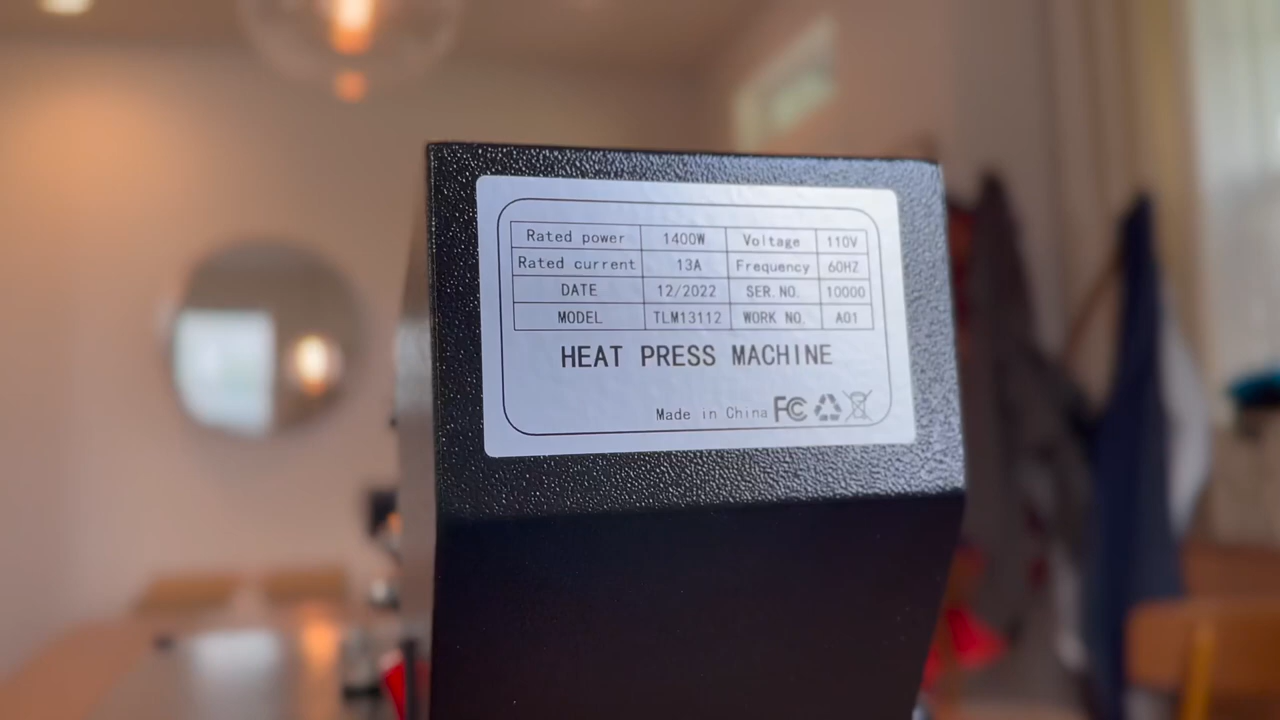 Rated power 1400W Voltage 110V
Rated current 13A Frequency 60HZ
DATE 12/2022 SER.NO. 10000
MODEL TLM13112 WORK NO. A01
HEAT PRESS MACHINE
Made in China FC